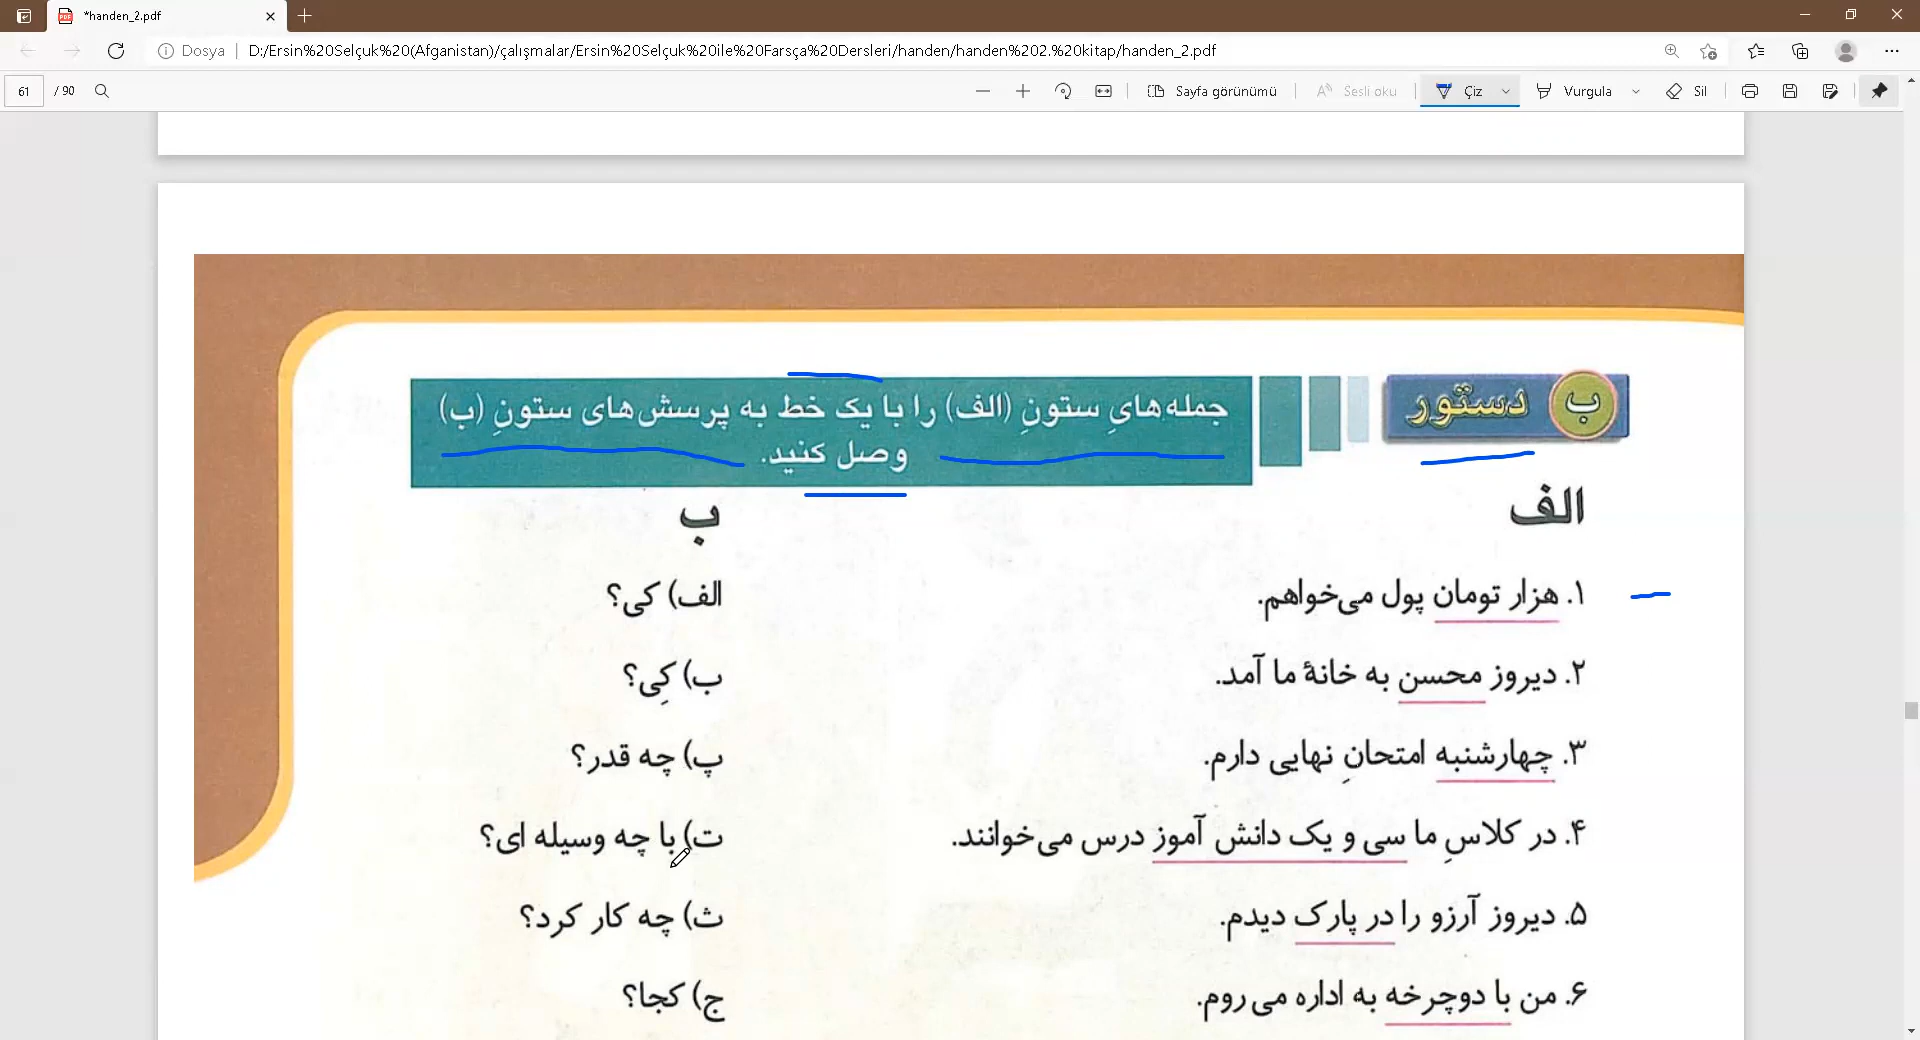 *handen_2.pdf
Dosya
D:/Ersin%20Selçuk%20(Afganistan)/çalışmalar/Ersin%20Selçuk%20ile%20Farsça%20Dersleri/handen/handen%202.%20kitap/handen_2.pdf
61 / 90
Sayfa görünümü
Sesli oku
Çiz
Vurgula
Sil
ب دستور
جمله‌هایِ ستونِ (الف) را با یک خط به پرسش‌های ستونِ (ب)
وصل کنید.
الف
ب
۱. هزار تومان پول می‌خواهم.
الف) کی؟
۲. دیروز محسن به خانهٔ ما آمد.
ب) کِی؟
۳. چهارشنبه امتحانِ نهایی دارم.
پ) چه قدر؟
۴. در کلاسِ ما سی و یک دانش آموز درس می‌خوانند.
ت) با چه وسیله ای؟
۵. دیروز آرزو را در پارک دیدم.
ث) چه کار کرد؟
۶. من با دوچرخه به اداره می روم.
ج) کجا؟